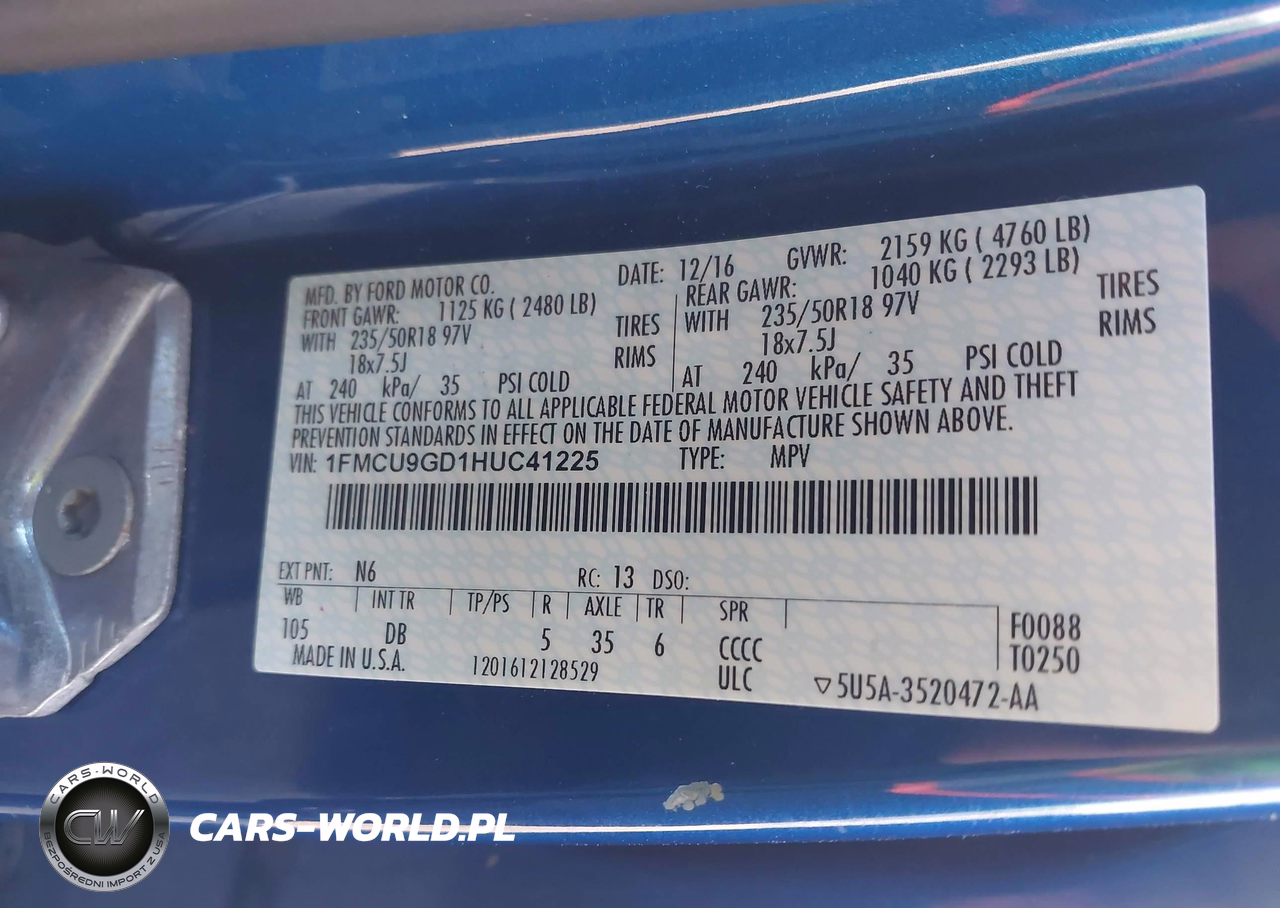 MFD. BY FORD MOTOR CO. DATE: 12/16 GVWR: 2159 KG ( 4760 LB)
FRONT GAWR: 1125 KG ( 2480 LB) REAR GAWR: 1040 KG ( 2293 LB)
WITH 235/50R18 97V TIRES WITH 235/50R18 97V TIRES
18x7.5J RIMS 18x7.5J RIMS
AT 240 kPa/ 35 PSI COLD AT 240 kPa/ 35 PSI COLD
THIS VEHICLE CONFORMS TO ALL APPLICABLE FEDERAL MOTOR VEHICLE SAFETY AND THEFT
PREVENTION STANDARDS IN EFFECT ON THE DATE OF MANUFACTURE SHOWN ABOVE.
VIN: 1FMCU9GD1HUC41225 TYPE: MPV
EXT PNT: N6 RC: 13 DSO:
WB INT TR TP/PS R AXLE TR SPR F0088
105 DB 5 35 6 CCCC T0250
MADE IN U.S.A. 1201612128529 ULC ▽5U5A-3520472-AA
CARS-WORLD
CW
BEZPOŚREDNI IMPORT Z USA
CARS-WORLD.PL